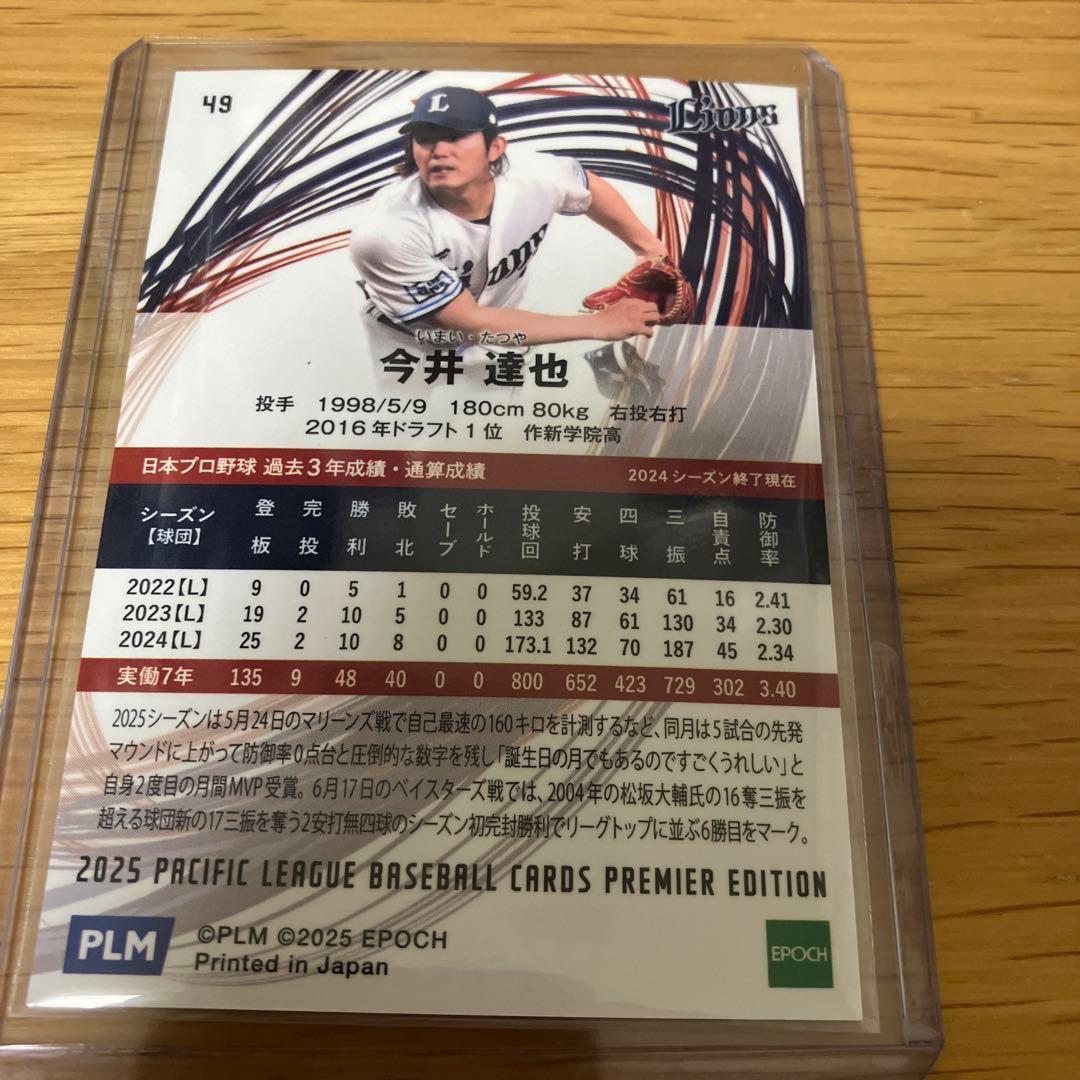 49
Lions
L
いまい・たつや
今井 達也
投手 1998/5/9 180cm 80kg 右投右打
2016年ドラフト1位 作新学院高
日本プロ野球 過去3年成績・通算成績 2024シーズン終了現在
シーズン【球団】 登板 完投 勝利 敗北 セーブ ホールド 投球回 安打 四球 三振 自責点 防御率
2022【L】 9 0 5 1 0 0 59.2 37 34 61 16 2.41
2023【L】 19 2 10 5 0 0 133 87 61 130 34 2.30
2024【L】 25 2 10 8 0 0 173.1 132 70 187 45 2.34
実働7年 135 9 48 40 0 0 800 652 423 729 302 3.40
2025シーズンは5月24日のマリーンズ戦で自己最速の160キロを計測するなど、同月は5試合の先発
マウンドに上がって防御率0点台と圧倒的な数字を残し「誕生日の月でもあるのですごくうれしい」と
自身2度目の月間MVP受賞。6月17日のベイスターズ戦では、2004年の松坂大輔氏の16奪三振を
超える球団新の17三振を奪う2安打無四球のシーズン初完封勝利でリーグトップに並ぶ6勝目をマーク。
2025 PACIFIC LEAGUE BASEBALL CARDS PREMIER EDITION
PLM
©PLM ©2025 EPOCH
Printed in Japan
EPOCH